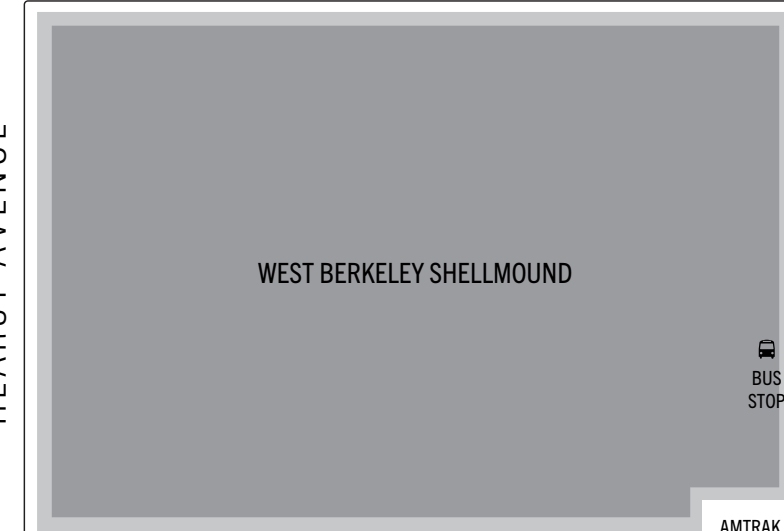 HEARST AVENUE
WEST BERKELEY SHELLMOUND
BUS
STOP
AMTRAK